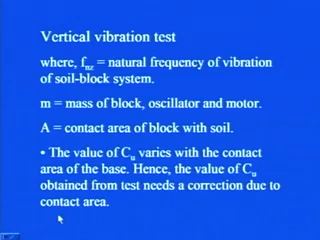 Vertical vibration test
where, fnz = natural frequency of vibration
of soil-block system.
m = mass of block, oscillator and motor.
A = contact area of block with soil.
• The value of Cu varies with the contact
area of the base. Hence, the value of Cu
obtained from test needs a correction due to
contact area.